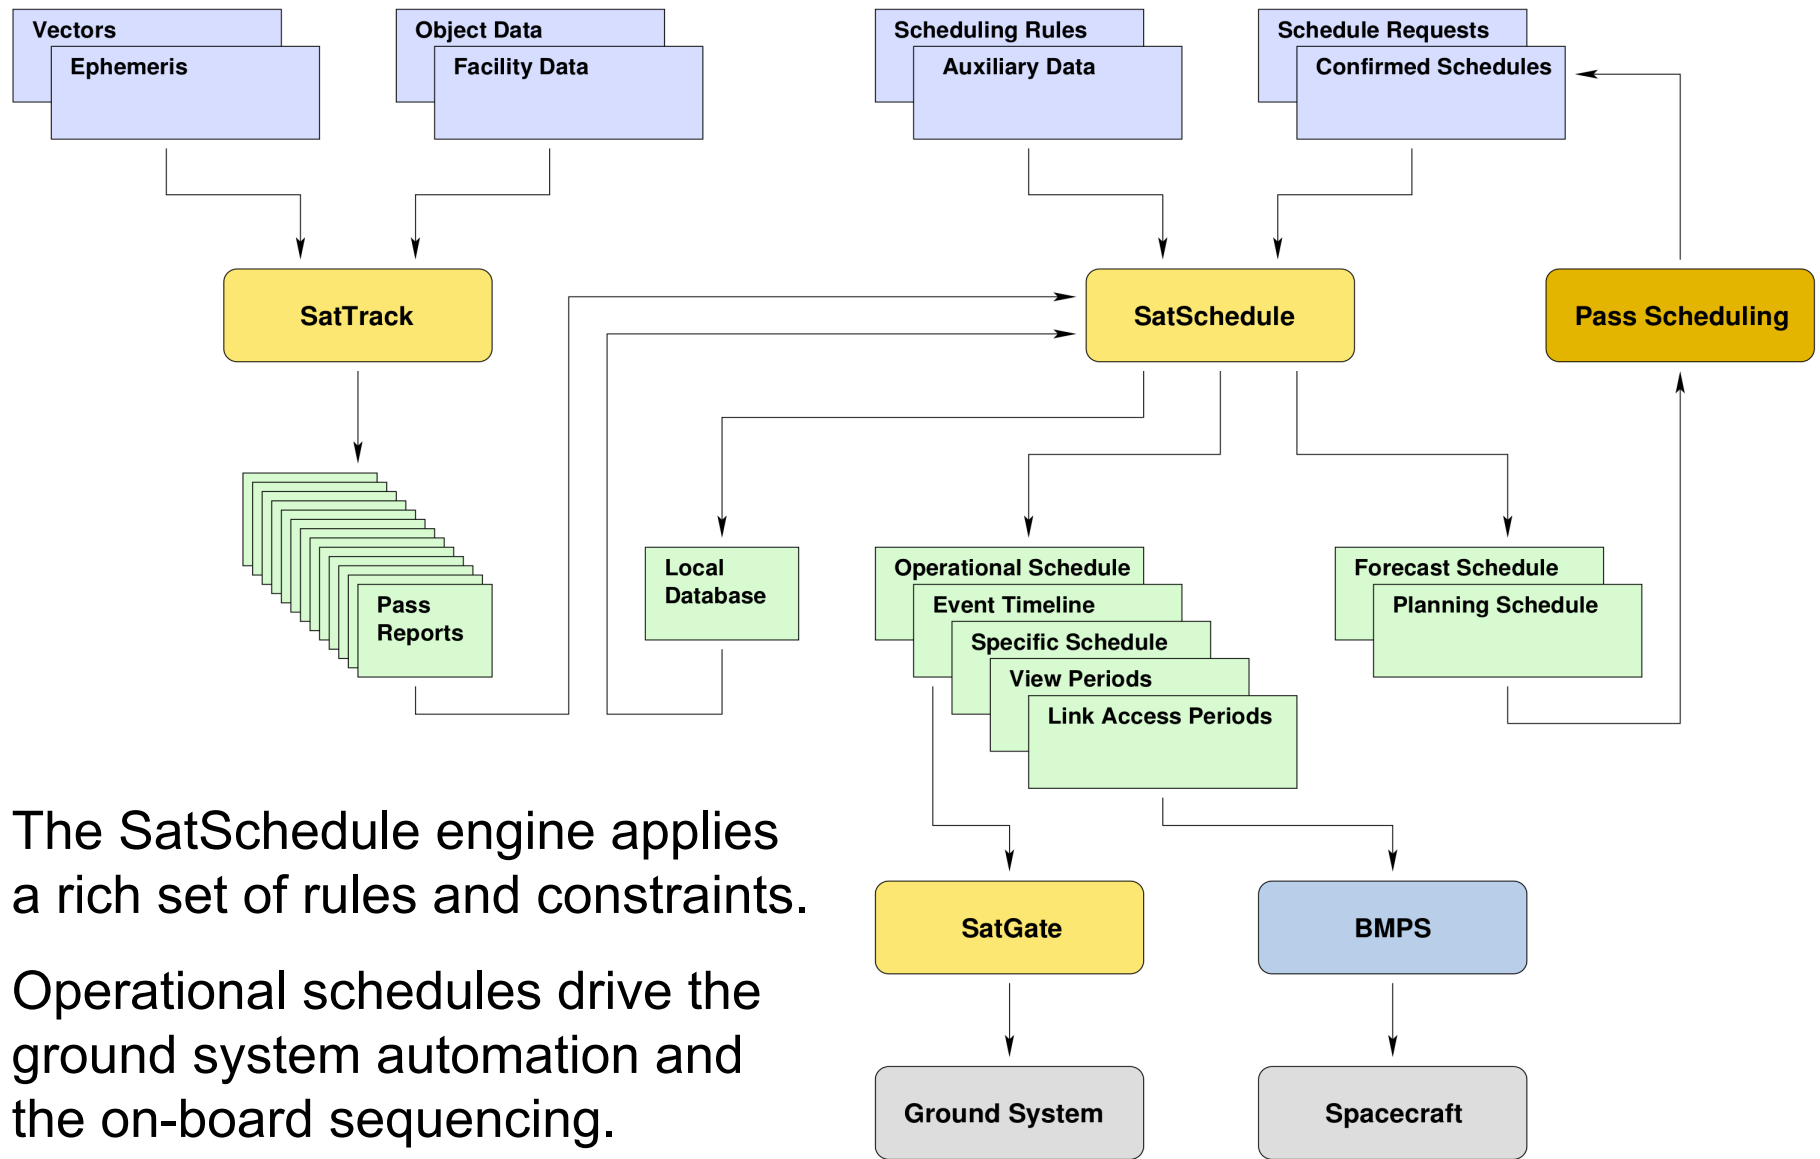 Vectors
Ephemeris
Object Data
Facility Data
Scheduling Rules
Auxiliary Data
Schedule Requests
Confirmed Schedules
SatTrack
SatSchedule
Pass Scheduling
Pass
Reports
Local
Database
Operational Schedule
Event Timeline
Specific Schedule
View Periods
Link Access Periods
Forecast Schedule
Planning Schedule
The SatSchedule engine applies
a rich set of rules and constraints.
Operational schedules drive the
ground system automation and
the on-board sequencing.
SatGate
BMPS
Ground System
Spacecraft